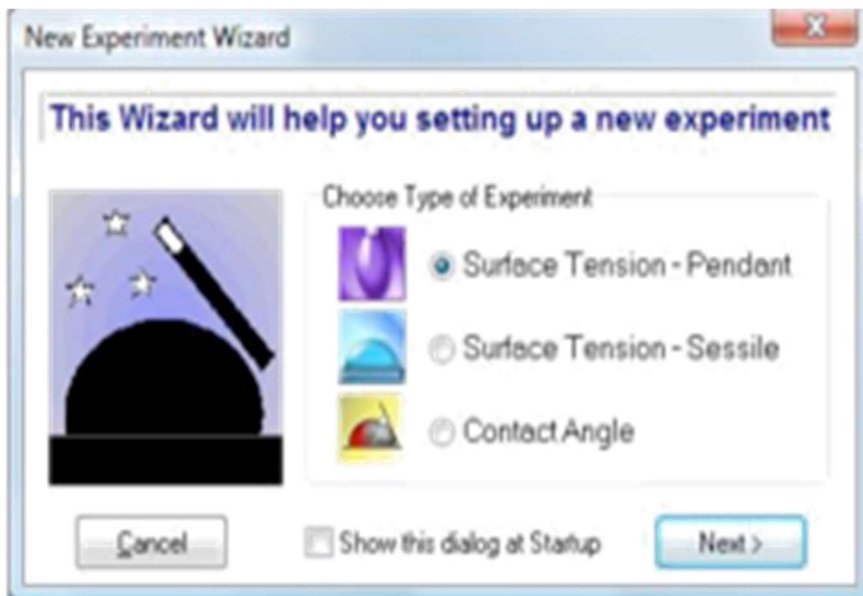 New Experiment Wizard
This Wizard will help you setting up a new experiment
Choose Type of Experiment
Surface Tension - Pendant
Surface Tension - Sessile
Contact Angle
Cancel
Show this dialog at Startup
Next >